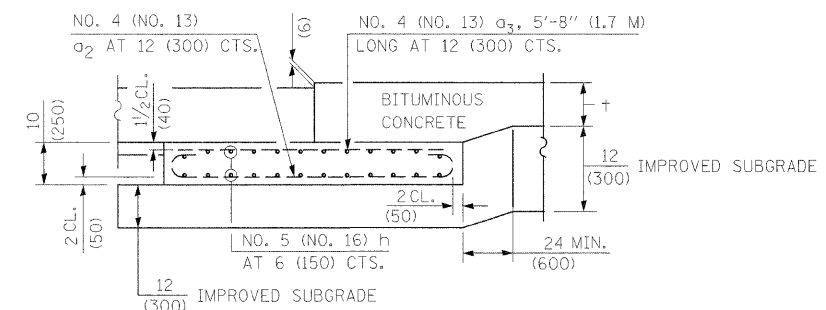 NO. 4 (NO. 13)
a2 AT 12 (300) CTS.
(6)
NO. 4 (NO. 13) a3, 5'-8" (1.7 M)
LONG AT 12 (300) CTS.
1½ CL.
(40)
BITUMINOUS
CONCRETE
†
10
(250)
12
(300)
IMPROVED SUBGRADE
2 CL.
(50)
2 CL.
(50)
NO. 5 (NO. 16) h
AT 6 (150) CTS.
24 MIN.
(600)
12
(300)
IMPROVED SUBGRADE